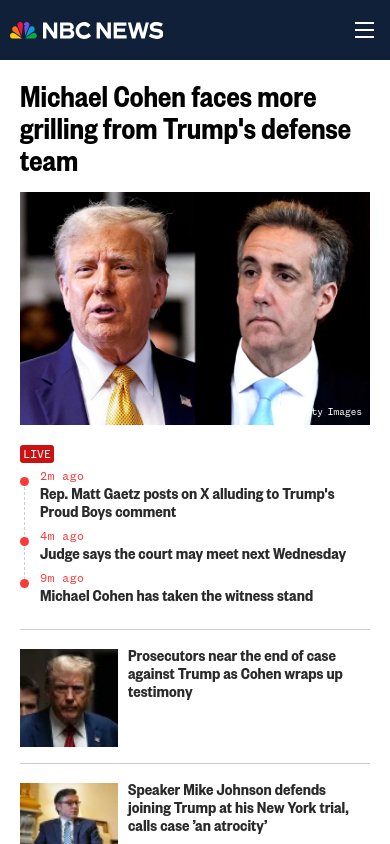 NBC NEWS
Michael Cohen faces more
grilling from Trump's defense
team
Images
LIVE
2m ago
Rep. Matt Gaetz posts on X alluding to Trump's
Proud Boys comment
4m ago
Judge says the court may meet next Wednesday
9m ago
Michael Cohen has taken the witness stand
Prosecutors near the end of case
against Trump as Cohen wraps up
testimony
Speaker Mike Johnson defends
joining Trump at his New York trial,
calls case ’an atrocity’